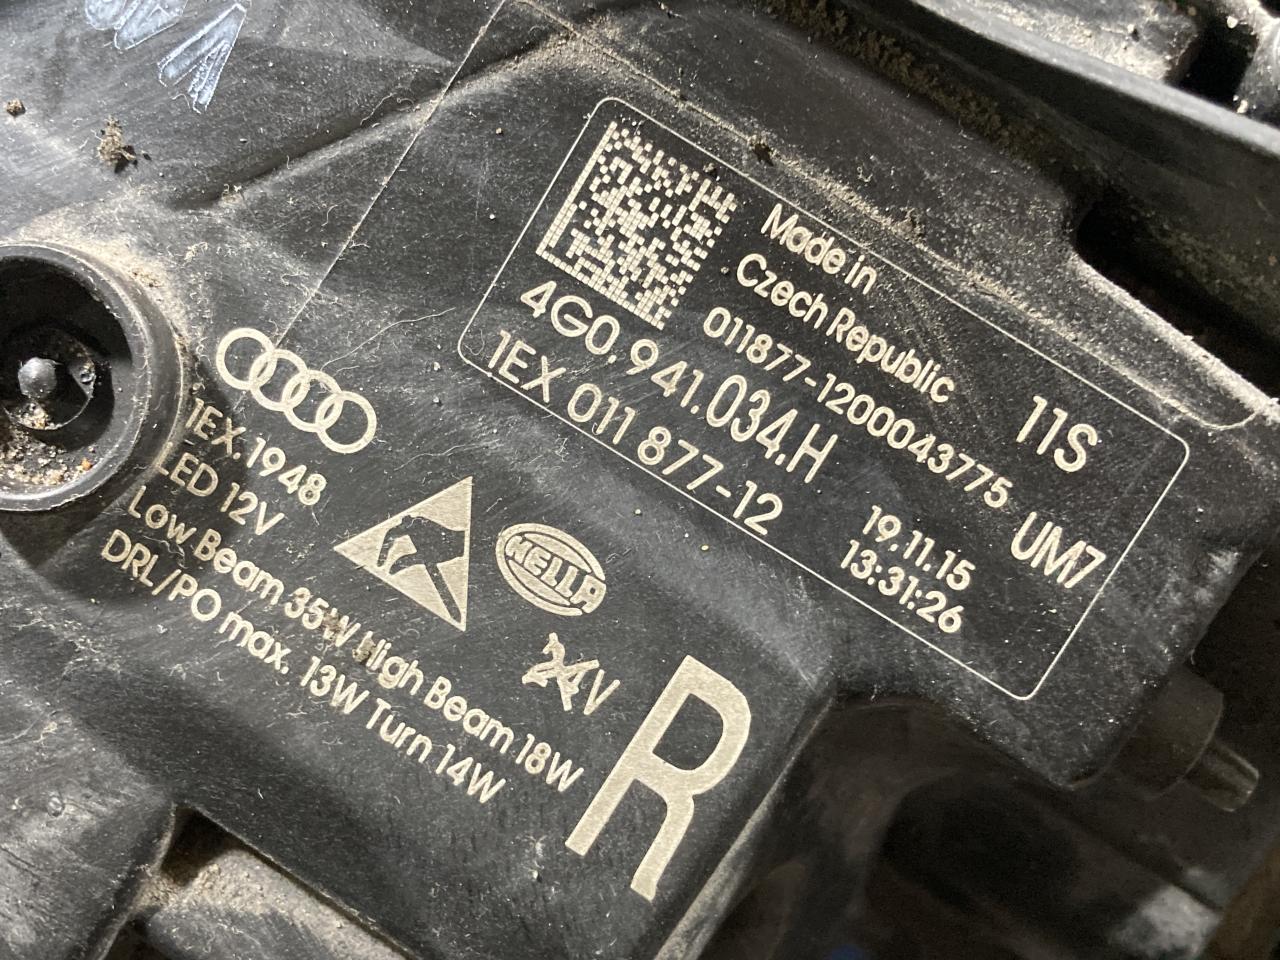 Made in
Czech Republic
011877-1200043775
11S
4G0.941.034.H
1EX 011 877-12
19.11.15
13:31:26
UM7
1EX.1948
LED 12V
Low Beam 35W High Beam 18W
DRL/PO max. 13W Turn 14W
HELLA
24V
R